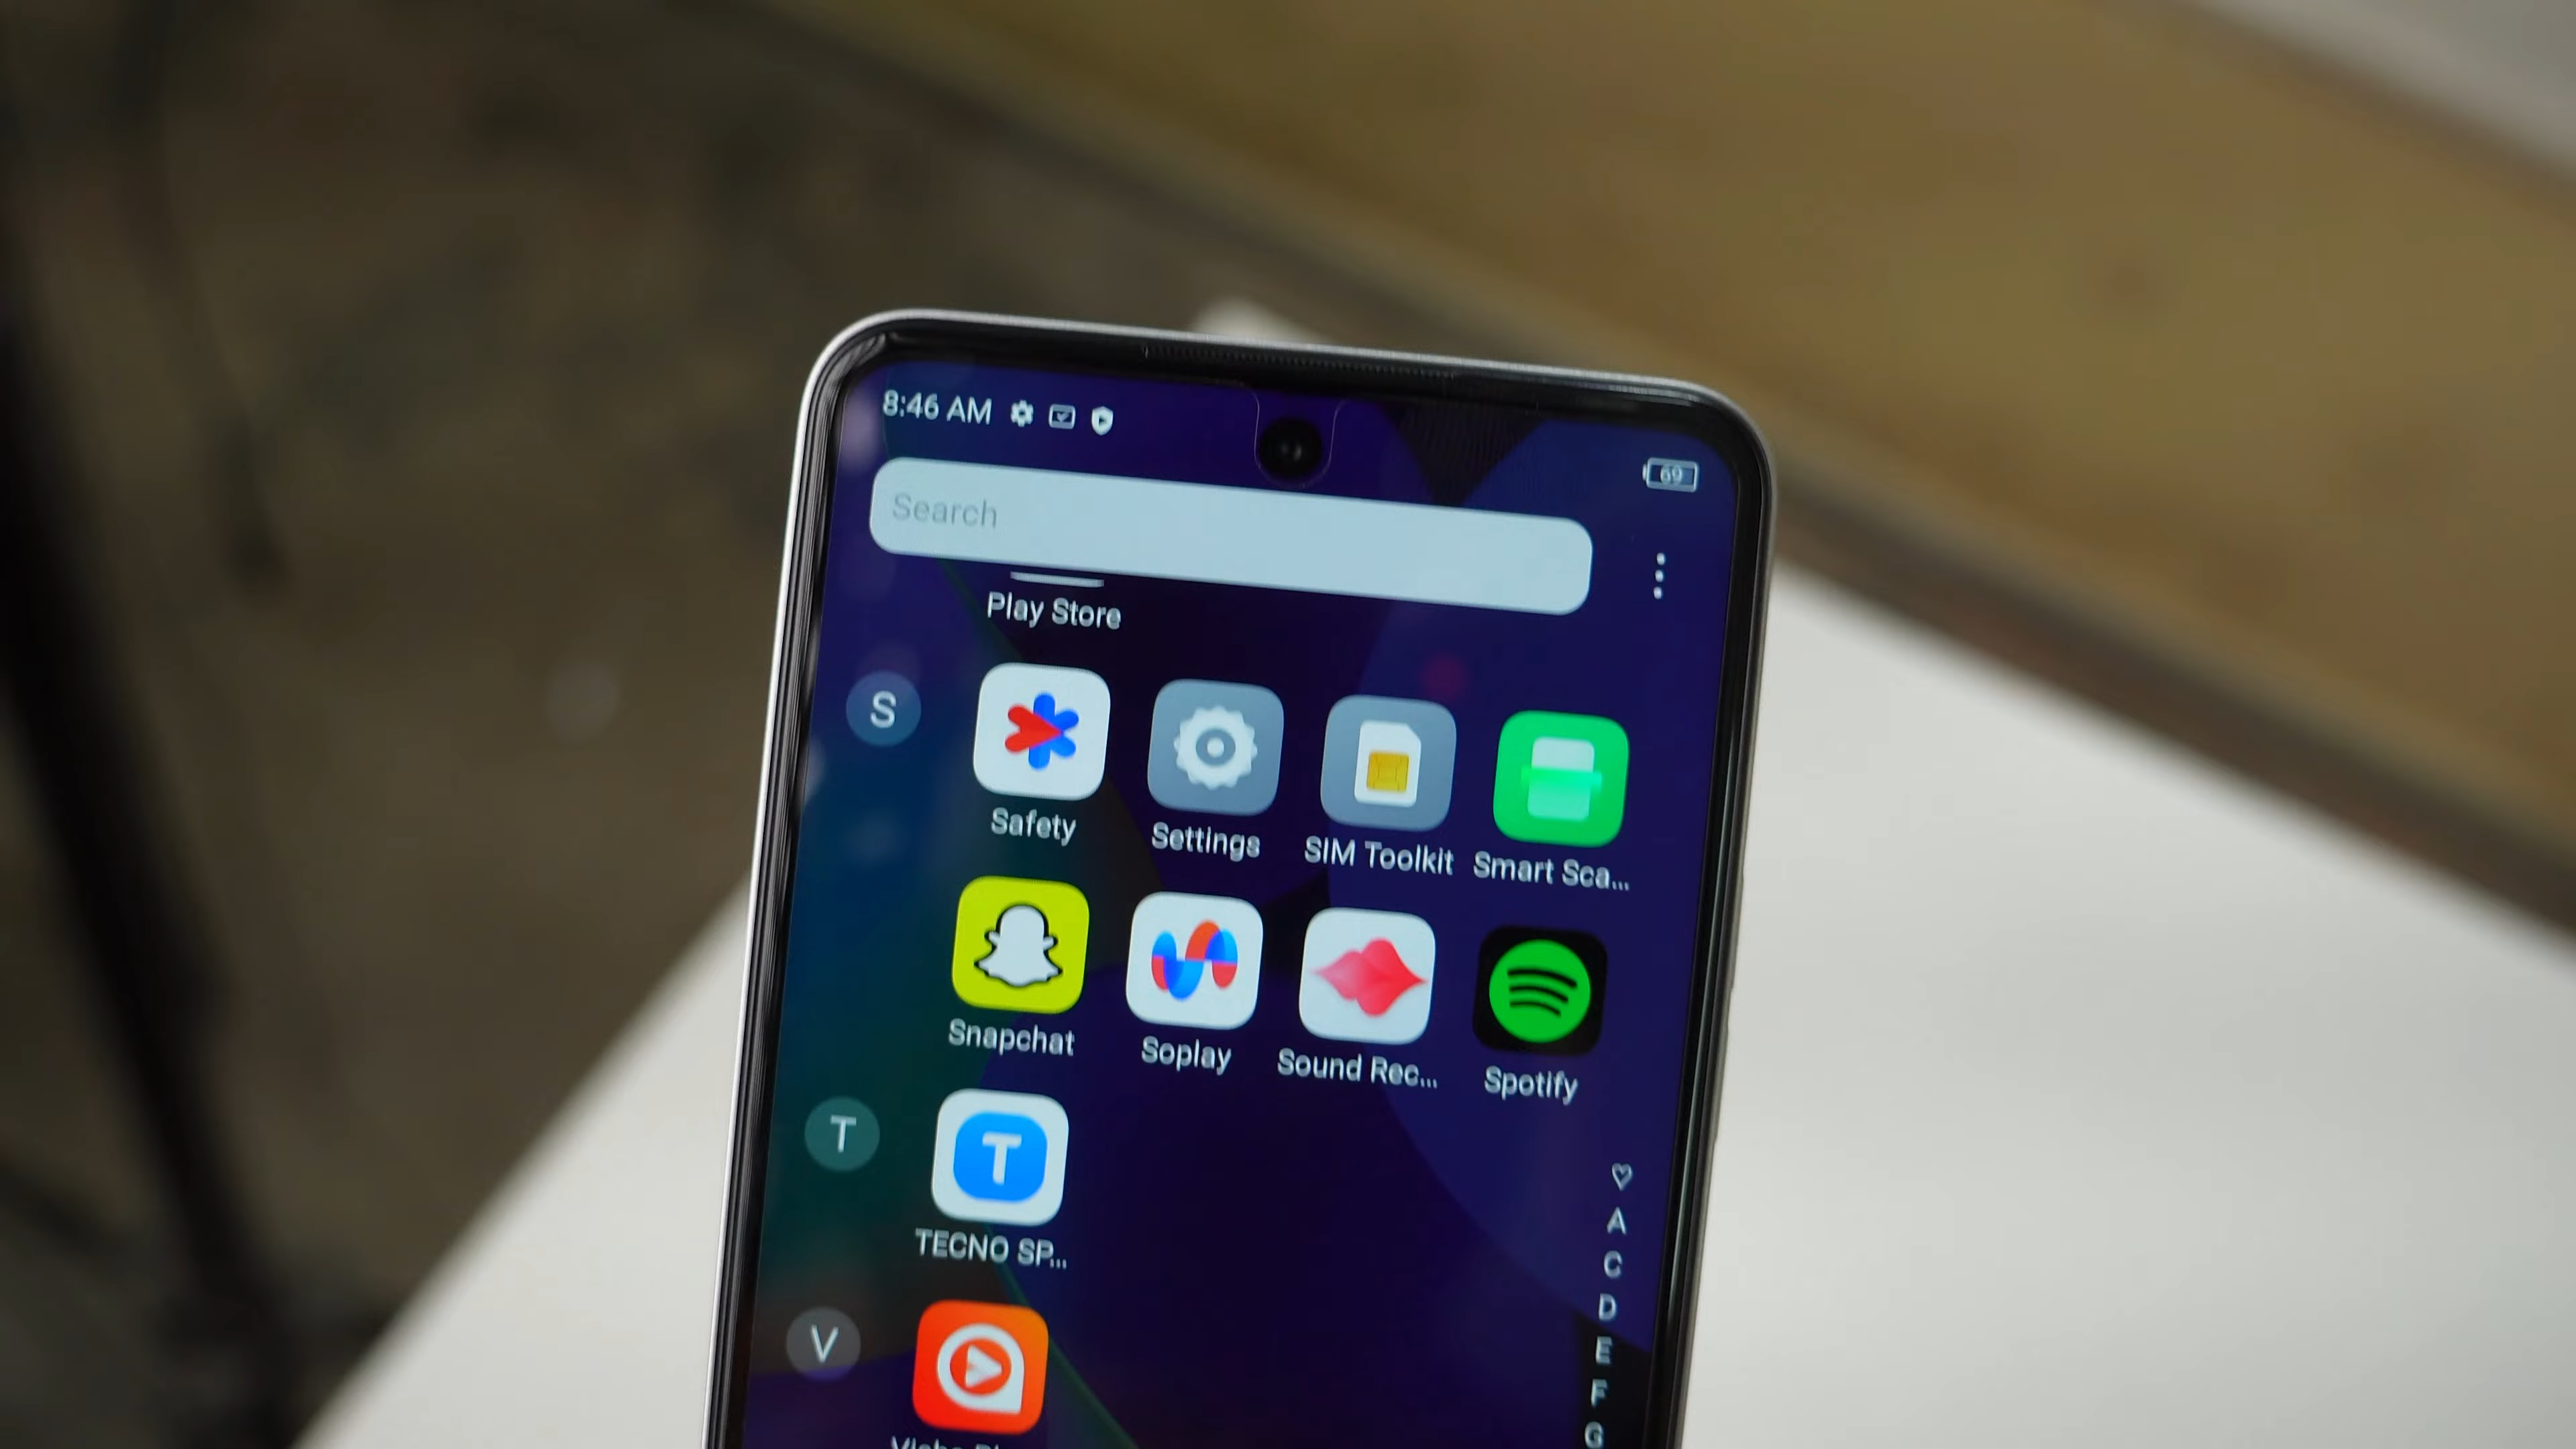 8:46 AM
69
Search
Play Store
S
Safety Settings SIM Toolkit Smart Sca...
Snapchat Soplay Sound Rec... Spotify
T
T
TECNO SP...
V
A
C
D
E
F
G